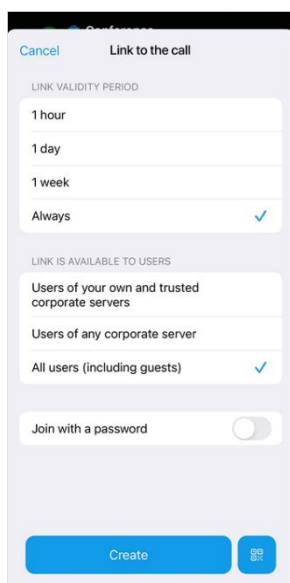 Cancel
Link to the call
LINK VALIDITY PERIOD
1 hour
1 day
1 week
Always
LINK IS AVAILABLE TO USERS
Users of your own and trusted
corporate servers
Users of any corporate server
All users (including guests)
Join with a password
Create